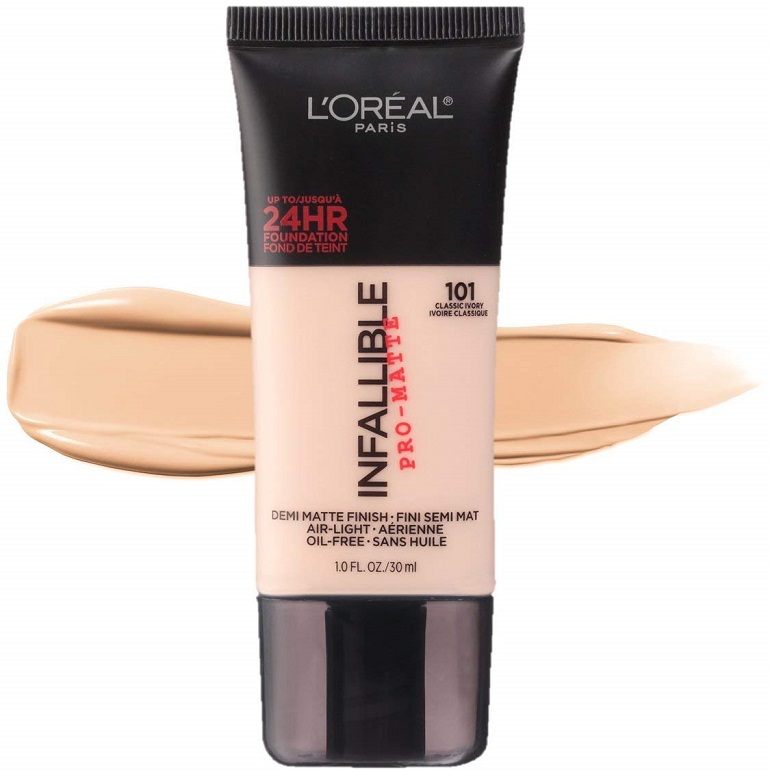 L'ORÉAL®
PARiS
UP TO/JUSQU'À
24HR
FOUNDATION
FOND DE TEINT
101
CLASSIC IVORY
IVOIRE CLASSIQUE
INFALLIBLE
PRO-MATTE
DEMI MATTE FINISH · FINI SEMI MAT
AIR-LIGHT · AÉRIENNE
OIL-FREE · SANS HUILE
1.0 FL. OZ./30 ml